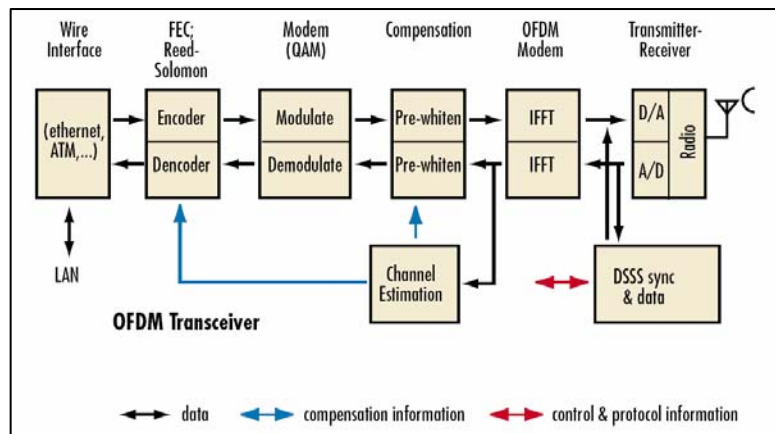 Wire
Interface
FEC;
Reed-
Solomon
Modem
(QAM)
Compensation
OFDM
Modem
Transmitter-
Receiver
(ethernet,
ATM,...)
Encoder
Dencoder
Modulate
Demodulate
Pre-whiten
Pre-whiten
IFFT
IFFT
D/A
A/D
Radio
LAN
Channel
Estimation
DSSS sync
& data
OFDM Transceiver
data
compensation information
control & protocol information